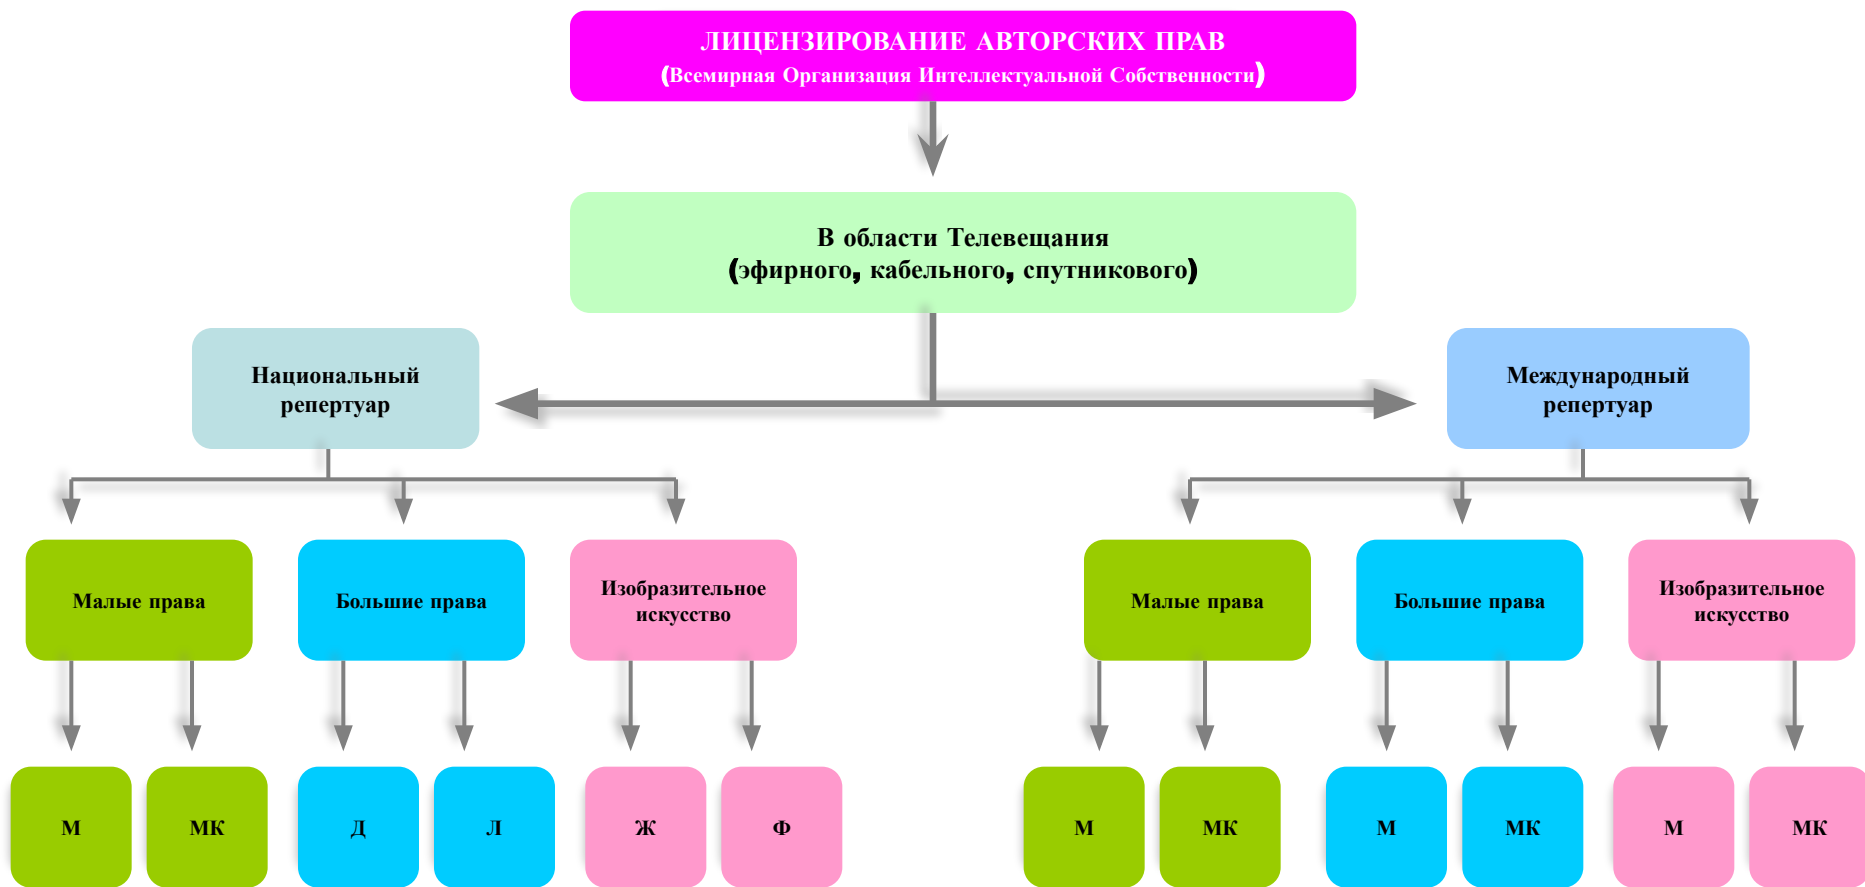 ЛИЦЕНЗИРОВАНИЕ АВТОРСКИХ ПРАВ
(Всемирная Организация Интеллектуальной Собственности)
В области Телевещания
(эфирного, кабельного, спутникового)
Национальный
репертуар
Международный
репертуар
Малые права
Большие права
Изобразительное
искусство
Малые права
Большие права
Изобразительное
искусство
М
МК
Д
Л
Ж
Ф
М
МК
М
МК
М
МК